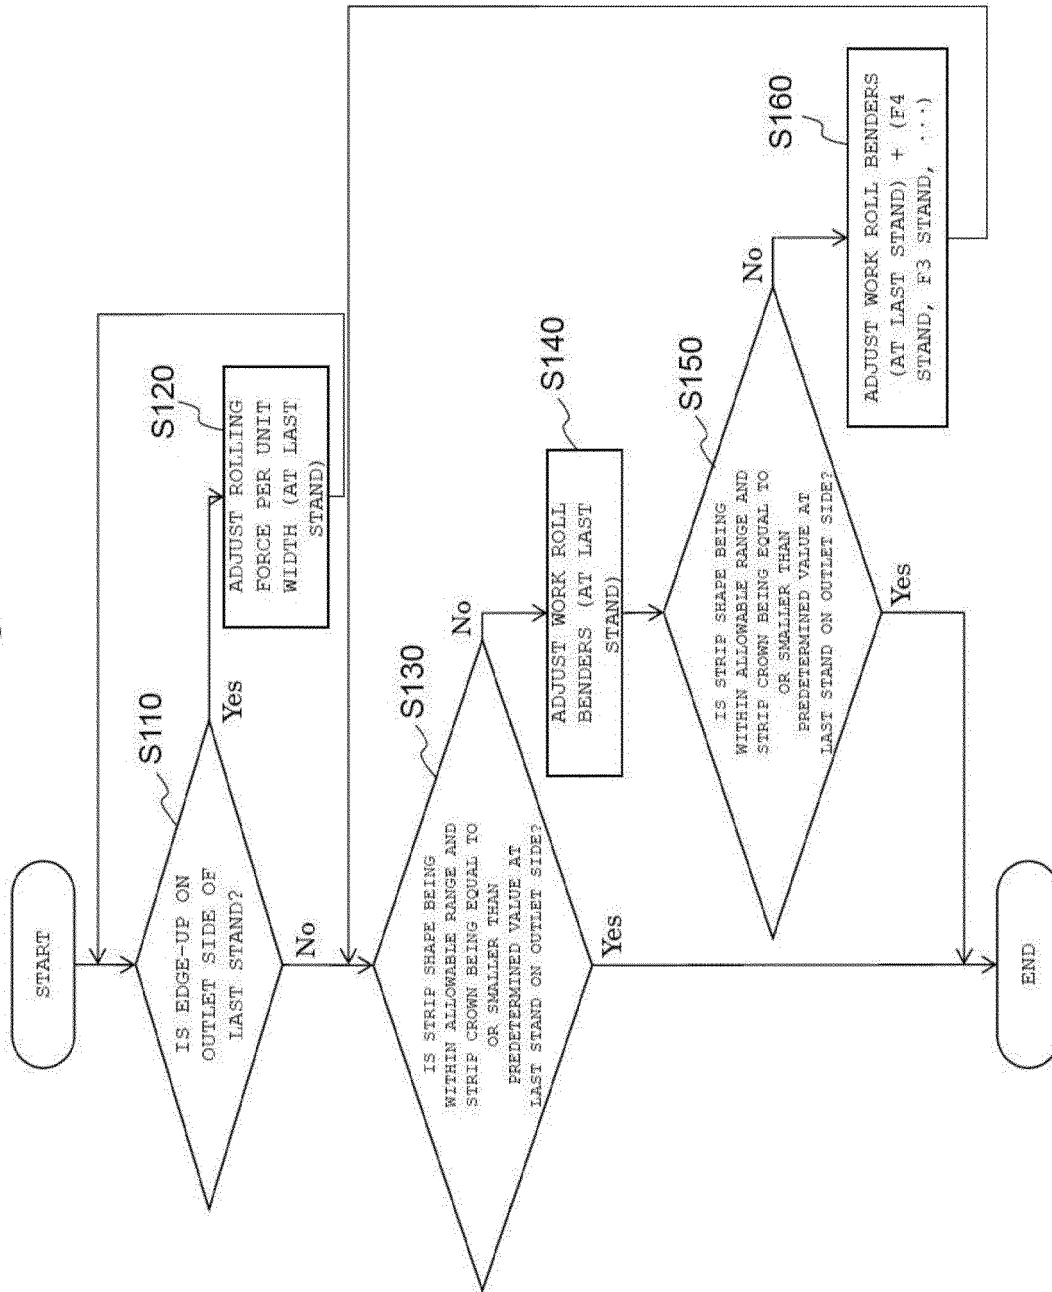 START
S110
IS EDGE-UP ON
OUTLET SIDE OF
LAST STAND?
Yes
No
S120
ADJUST ROLLING
FORCE PER UNIT
WIDTH (AT LAST
STAND)
S130
IS STRIP SHAPE BEING
WITHIN ALLOWABLE RANGE AND
STRIP CROWN BEING EQUAL TO
OR SMALLER THAN
PREDETERMINED VALUE AT
LAST STAND ON OUTLET SIDE?
No
Yes
S140
ADJUST WORK ROLL
BENDERS (AT LAST
STAND)
S150
IS STRIP SHAPE BEING
WITHIN ALLOWABLE RANGE AND
STRIP CROWN BEING EQUAL TO
OR SMALLER THAN
PREDETERMINED VALUE AT
LAST STAND ON OUTLET SIDE?
No
Yes
S160
ADJUST WORK ROLL BENDERS
(AT LAST STAND) + (F4
STAND, F3 STAND, ···)
END